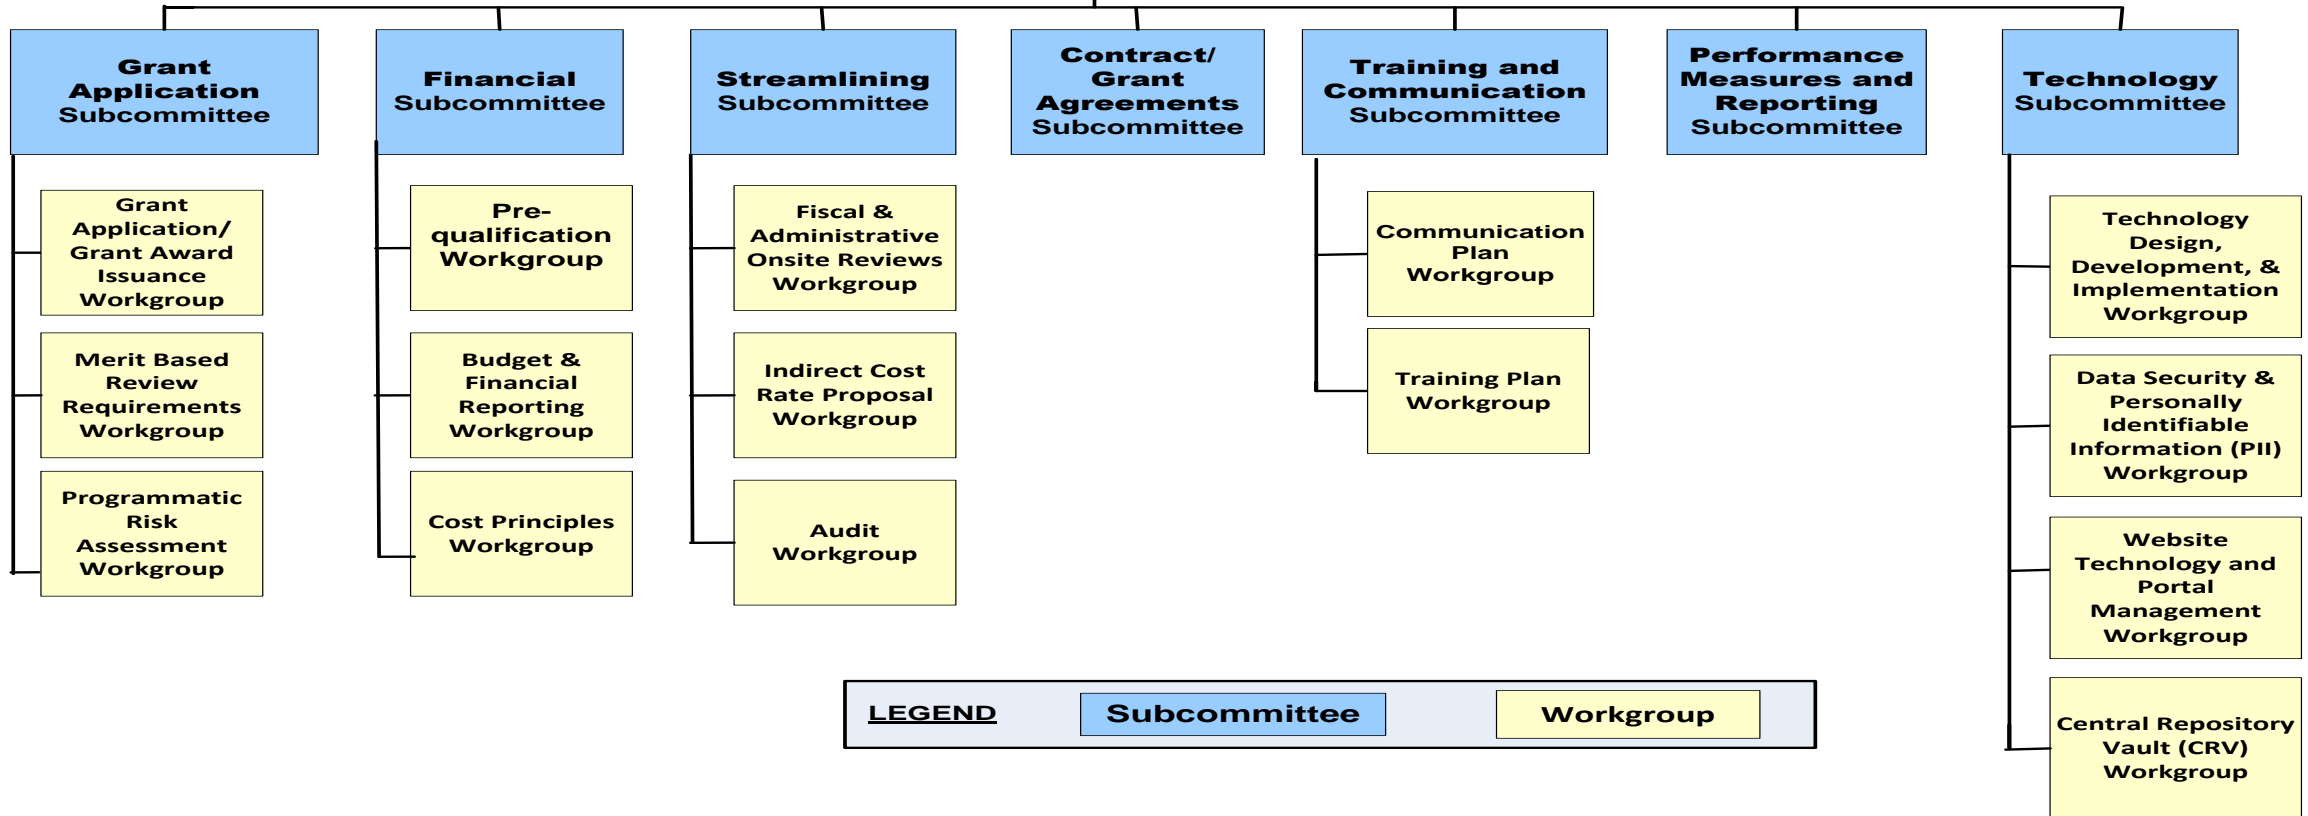 Grant
Application
Subcommittee
Financial
Subcommittee
Streamlining
Subcommittee
Contract/
Grant
Agreements
Subcommittee
Training and
Communication
Subcommittee
Performance
Measures and
Reporting
Subcommittee
Technology
Subcommittee
Grant
Application/
Grant Award
Issuance
Workgroup
Merit Based
Review
Requirements
Workgroup
Programmatic
Risk
Assessment
Workgroup
Pre-
qualification
Workgroup
Budget &
Financial
Reporting
Workgroup
Cost Principles
Workgroup
Fiscal &
Administrative
Onsite Reviews
Workgroup
Indirect Cost
Rate Proposal
Workgroup
Audit
Workgroup
Communication
Plan
Workgroup
Training Plan
Workgroup
Technology
Design,
Development, &
Implementation
Workgroup
Data Security &
Personally
Identifiable
Information (PII)
Workgroup
Website
Technology and
Portal
Management
Workgroup
Central Repository
Vault (CRV)
Workgroup
LEGEND
Subcommittee
Workgroup